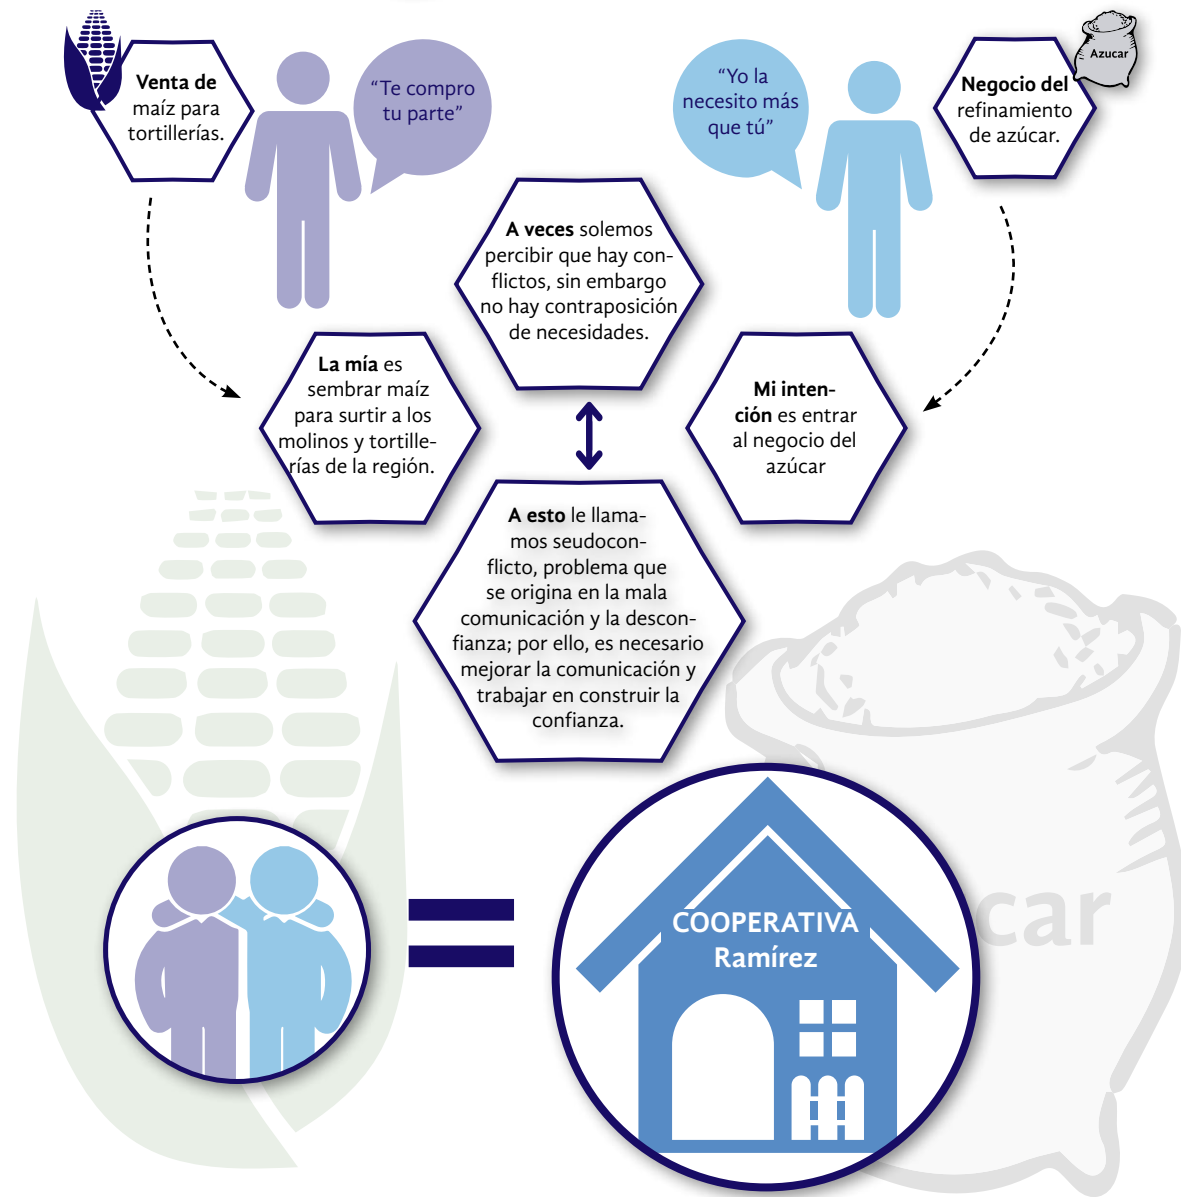 Venta de
maíz para
tortillerías.
“Te compro
tu parte”
“Yo la
necesito más
que tú”
Azucar
Negocio del
refinamiento
de azúcar.
A veces solemos
percibir que hay con-
flictos, sin embargo
no hay contraposición
de necesidades.
La mía es
sembrar maíz
para surtir a los
molinos y tortille-
rías de la región.
Mi inten-
ción es entrar
al negocio del
azúcar
A esto le llama-
mos seudocon-
flicto, problema que
se origina en la mala
comunicación y la descon-
fianza; por ello, es necesario
mejorar la comunicación y
trabajar en construir la
confianza.
COOPERATIVA
Ramírez
car